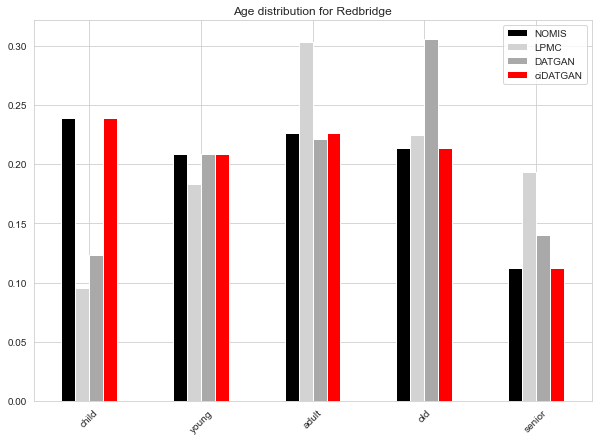 Age distribution for Redbridge
NOMIS
LPMC
DATGAN
ciDATGAN
0.30
0.25
0.20
0.15
0.10
0.05
0.00
child
young
adult
old
senior